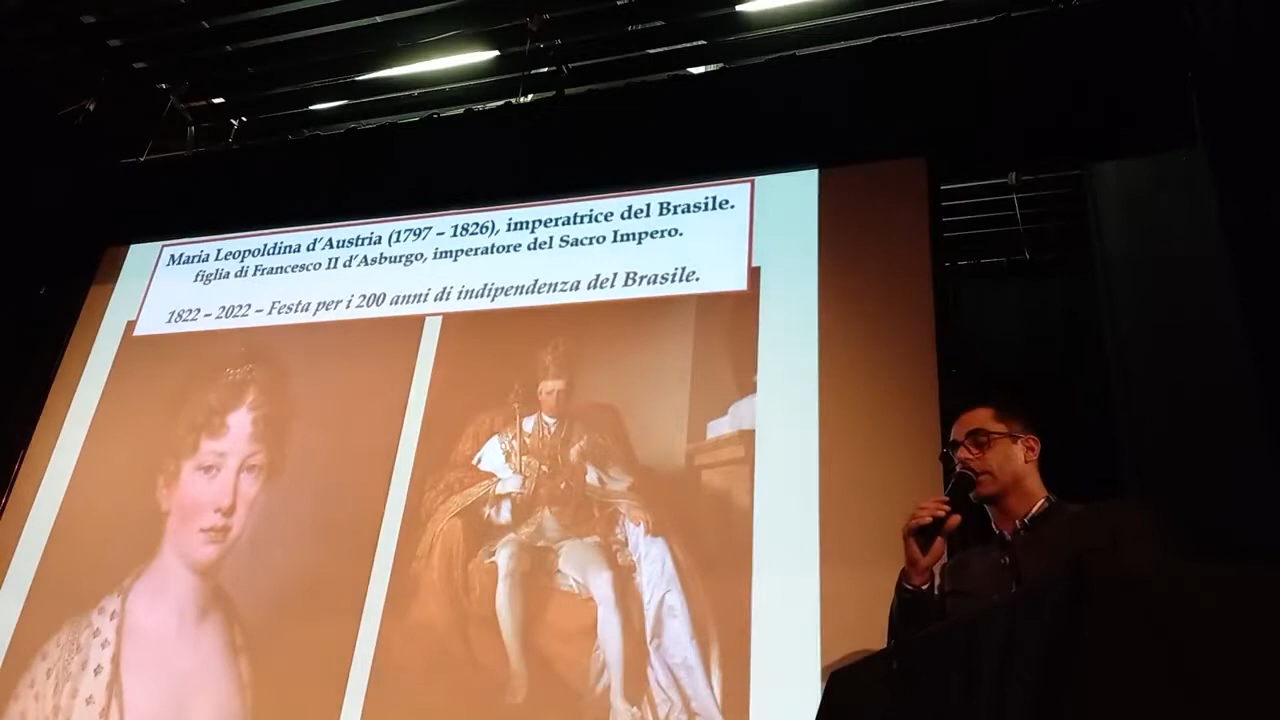 Maria Leopoldina d'Austria (1797 – 1826), imperatrice del Brasile.
figlia di Francesco II d'Asburgo, imperatore del Sacro Impero.
1822 – 2022 – Festa per i 200 anni di indipendenza del Brasile.